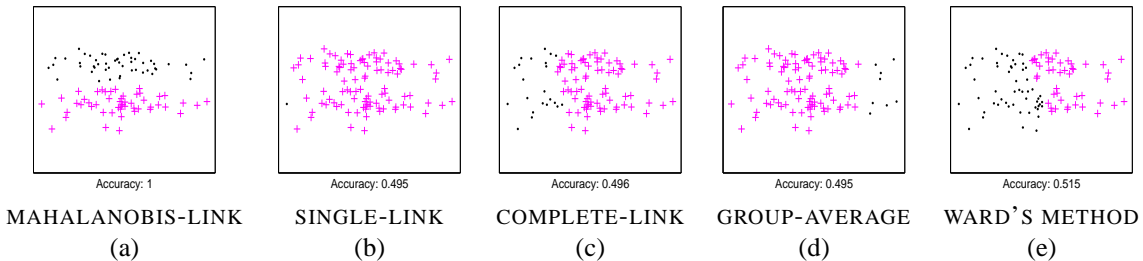 Accuracy: 1
Accuracy: 0.495
Accuracy: 0.496
Accuracy: 0.495
Accuracy: 0.515
MAHALANOBIS-LINK
SINGLE-LINK
COMPLETE-LINK
GROUP-AVERAGE
WARD'S METHOD
(a)
(b)
(c)
(d)
(e)